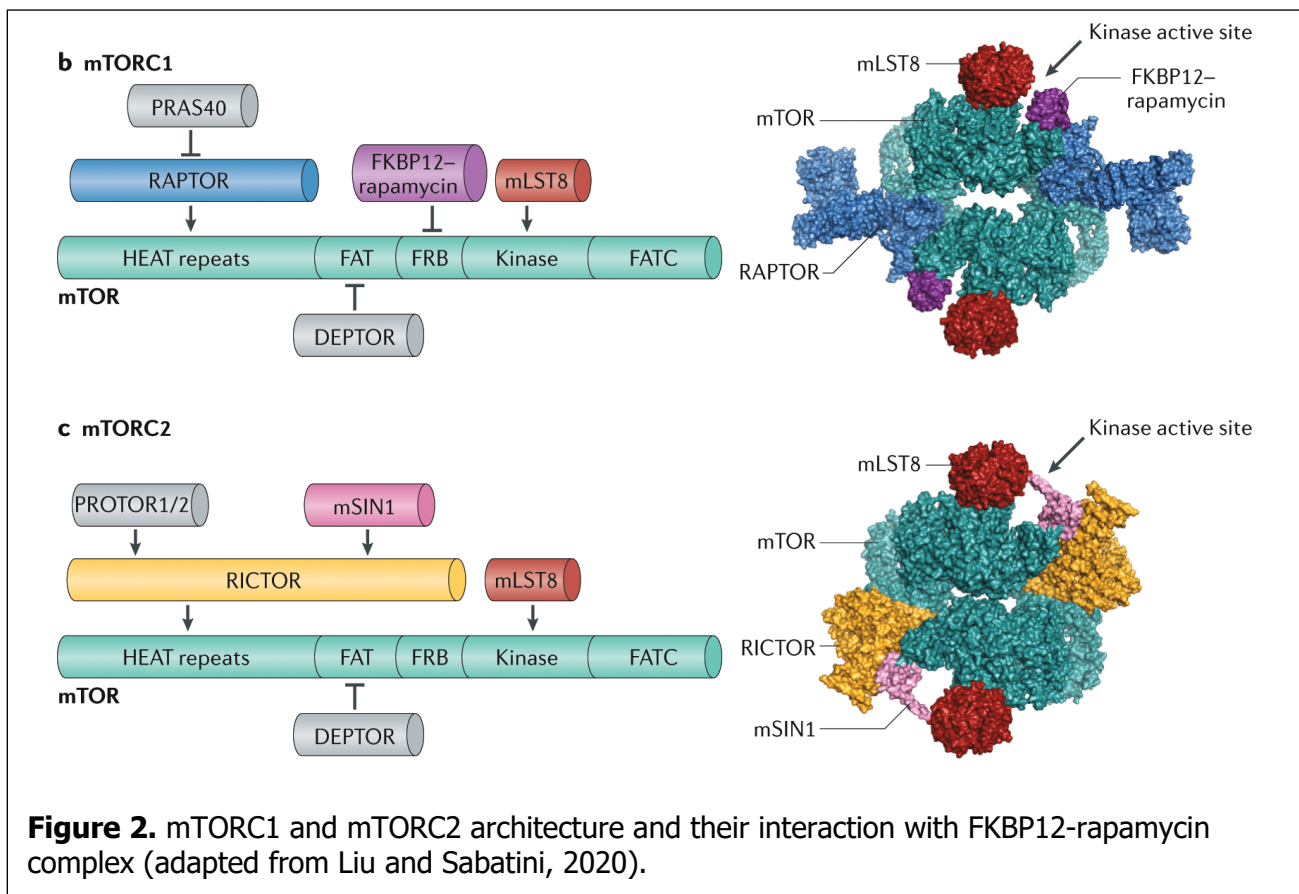 b mTORC1
PRAS40
RAPTOR
FKBP12–
rapamycin
mLST8
HEAT repeats
FAT
FRB
Kinase
FATC
mTOR
DEPTOR
Kinase active site
mLST8
FKBP12–
rapamycin
mTOR
RAPTOR
c mTORC2
PROTOR1/2
mSIN1
RICTOR
mLST8
HEAT repeats
FAT
FRB
Kinase
FATC
mTOR
DEPTOR
Kinase active site
mLST8
mTOR
RICTOR
mSIN1
Figure 2. mTORC1 and mTORC2 architecture and their interaction with FKBP12-rapamycin
complex (adapted from Liu and Sabatini, 2020).